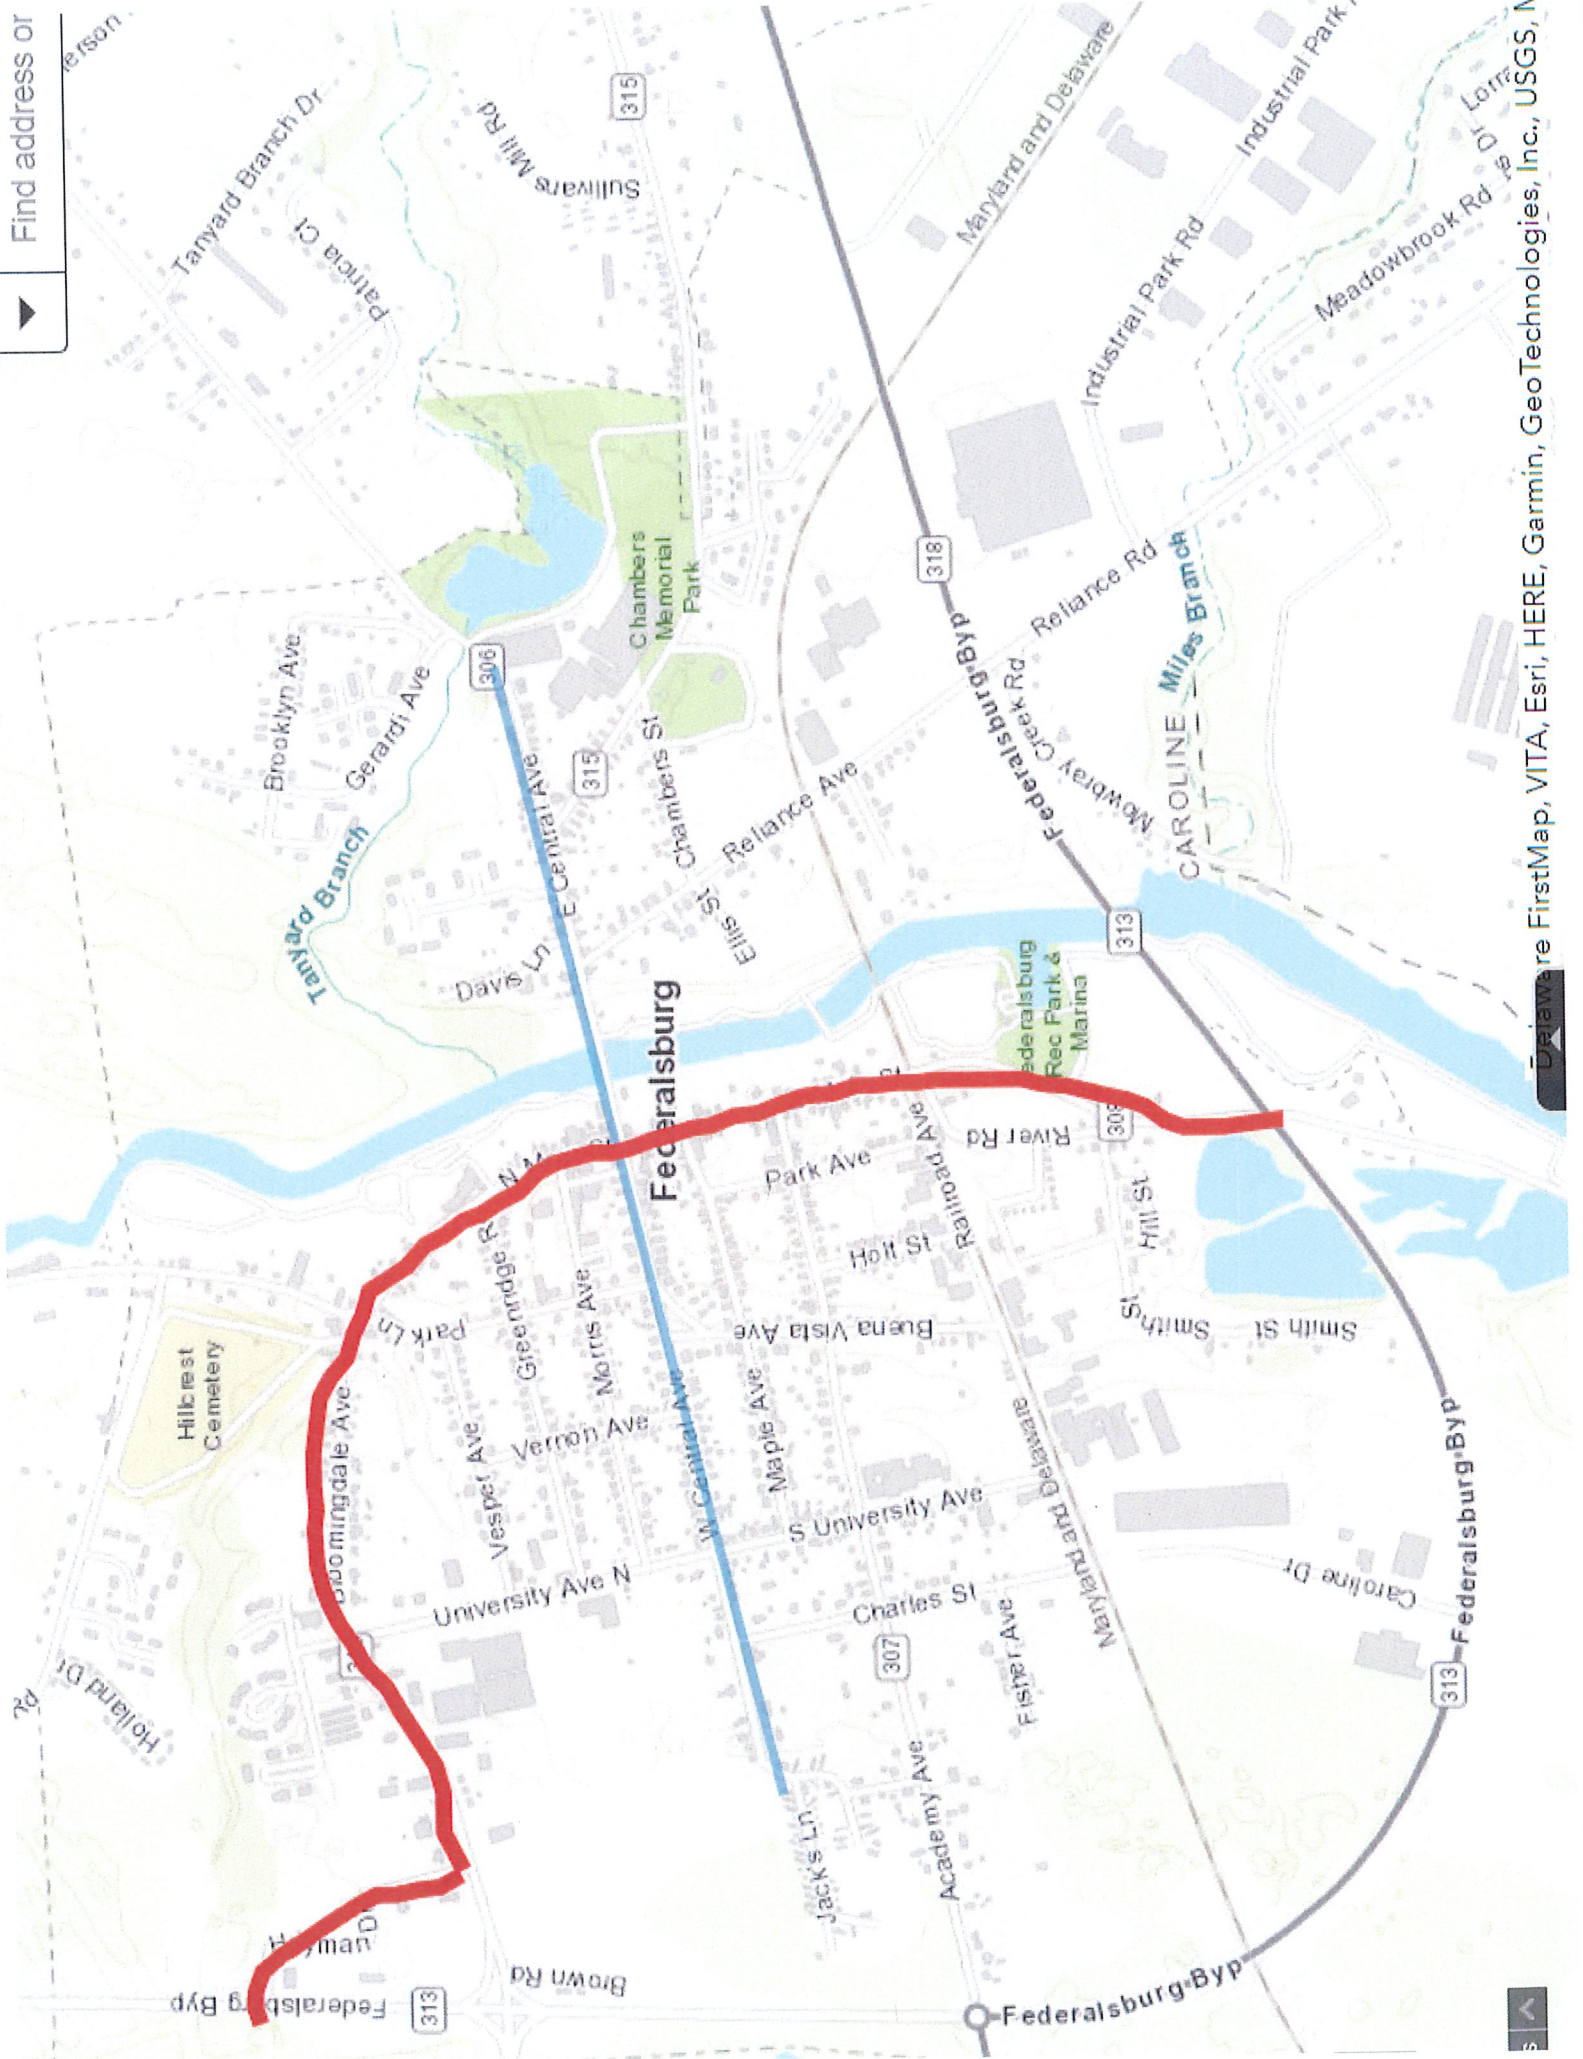 Find address or
Tanyard Branch Dr
Patricia Ct
Sullivans Mill Rd
315
Maryland and Delaware
Industrial Park
Industrial Park Rd
Meadowbrook Rd
Chambers
Memorial
Park
318
Reliance Rd
Miles Branch
CAROLINE
Mowbray Creek Rd
Federalsburg Byp
Brooklyn Ave
Gerardi Ave
306
E Central Ave
315
Chambers St
Reliance Ave
Ellis St
Tanyard Branch
Davis Ln
Federalsburg
313
ederalsburg
Rec Park &
Marina
River Rd
Park Ave
Railroad Ave
Holt St
Hill St
Smith St
Smith St
Buena Vista Ave
Hillcrest
Cemetery
Park Ln
Greenridge R
Morris Ave
Vernon Ave
Vesper Ave
W Central Ave
Maple Ave
S University Ave
University Ave N
Charles St
307
Fisher Ave
Maryland and Delaware
Caroline Dr
Federalsburg Byp
313
Holland Dr
Rd
Academy Ave
Jack's Ln
Brown Rd
Federalsburg Byp
313
Federalsburg Byp
Delaware FirstMap, VITA, Esri, HERE, Garmin, GeoTechnologies, Inc., USGS,